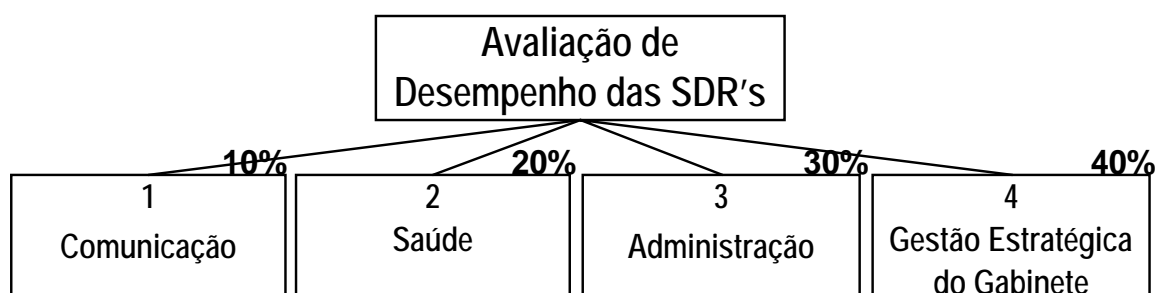 Avaliação de
Desempenho das SDR's
10%
20%
30%
40%
1
Comunicação
2
Saúde
3
Administração
4
Gestão Estratégica
do Gabinete